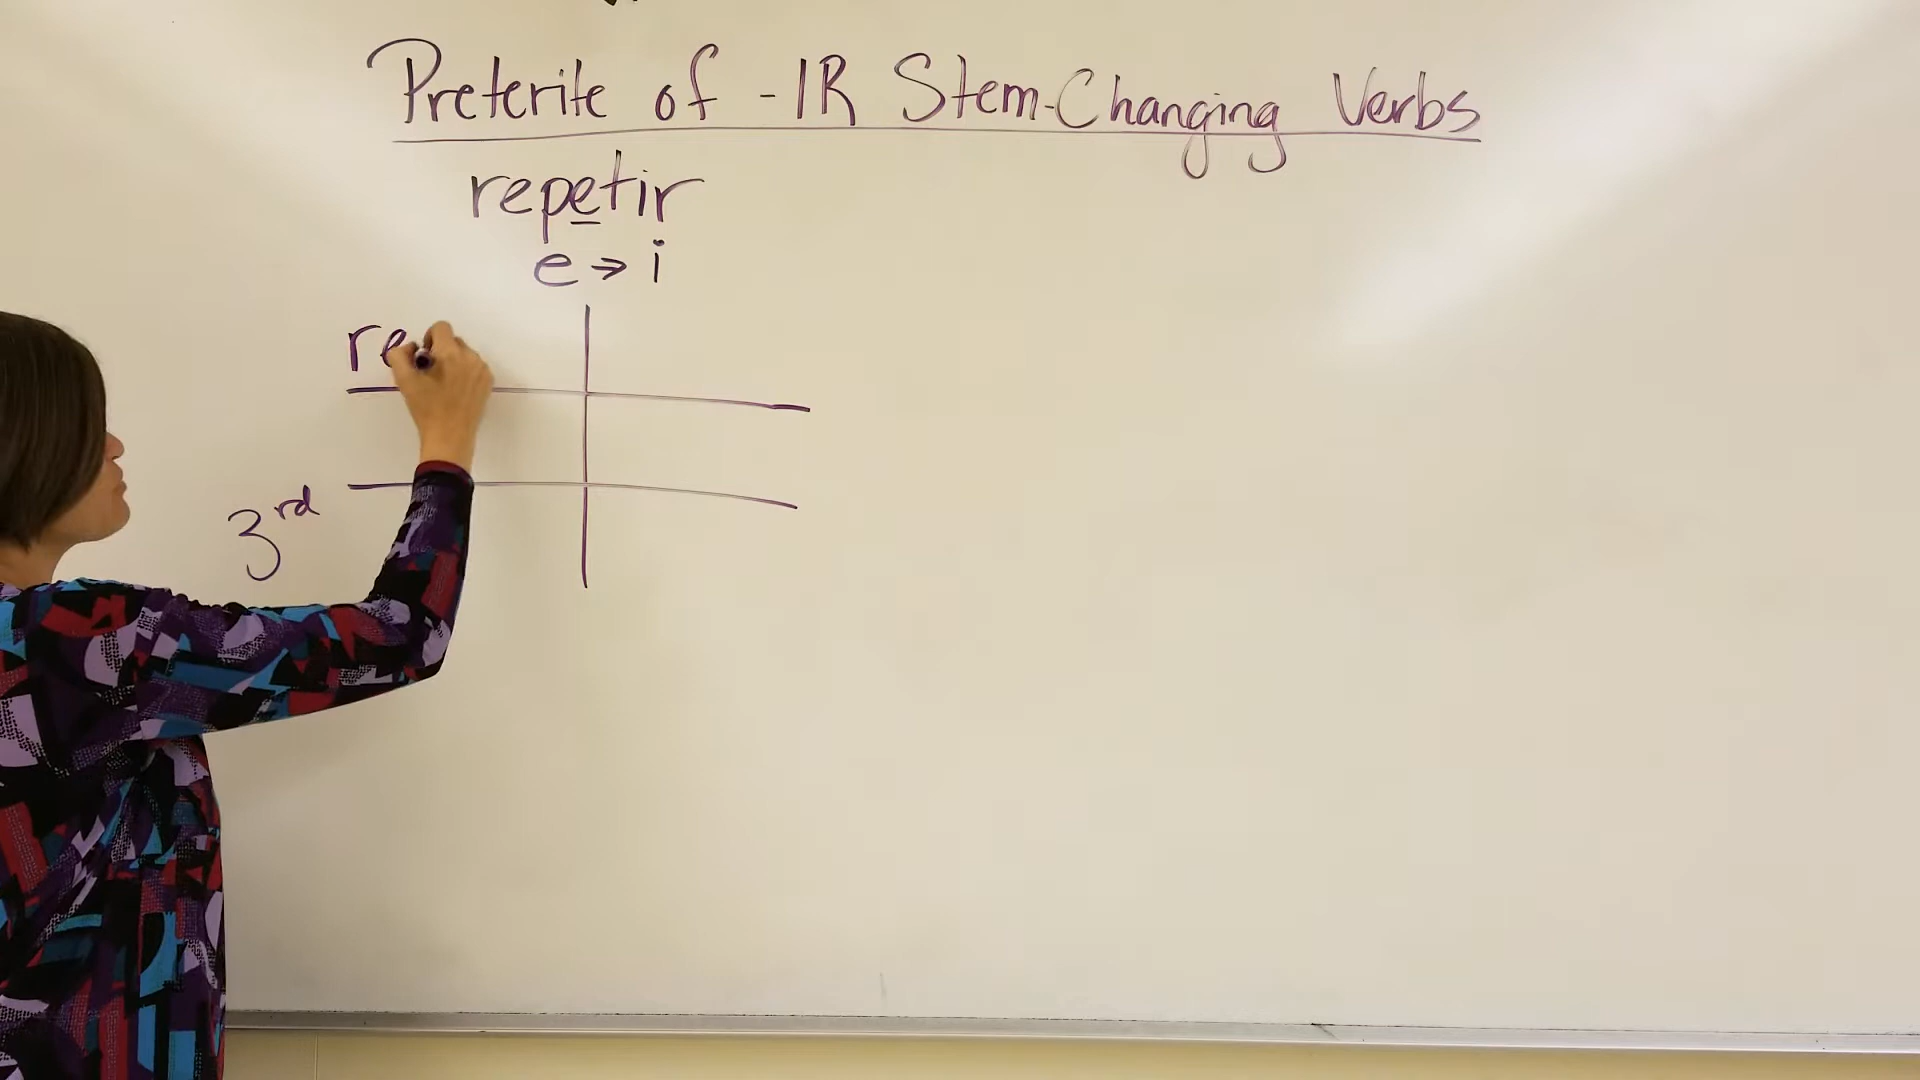 Preterite of -IR Stem-Changing Verbs
repetir
e → i
re
3rd